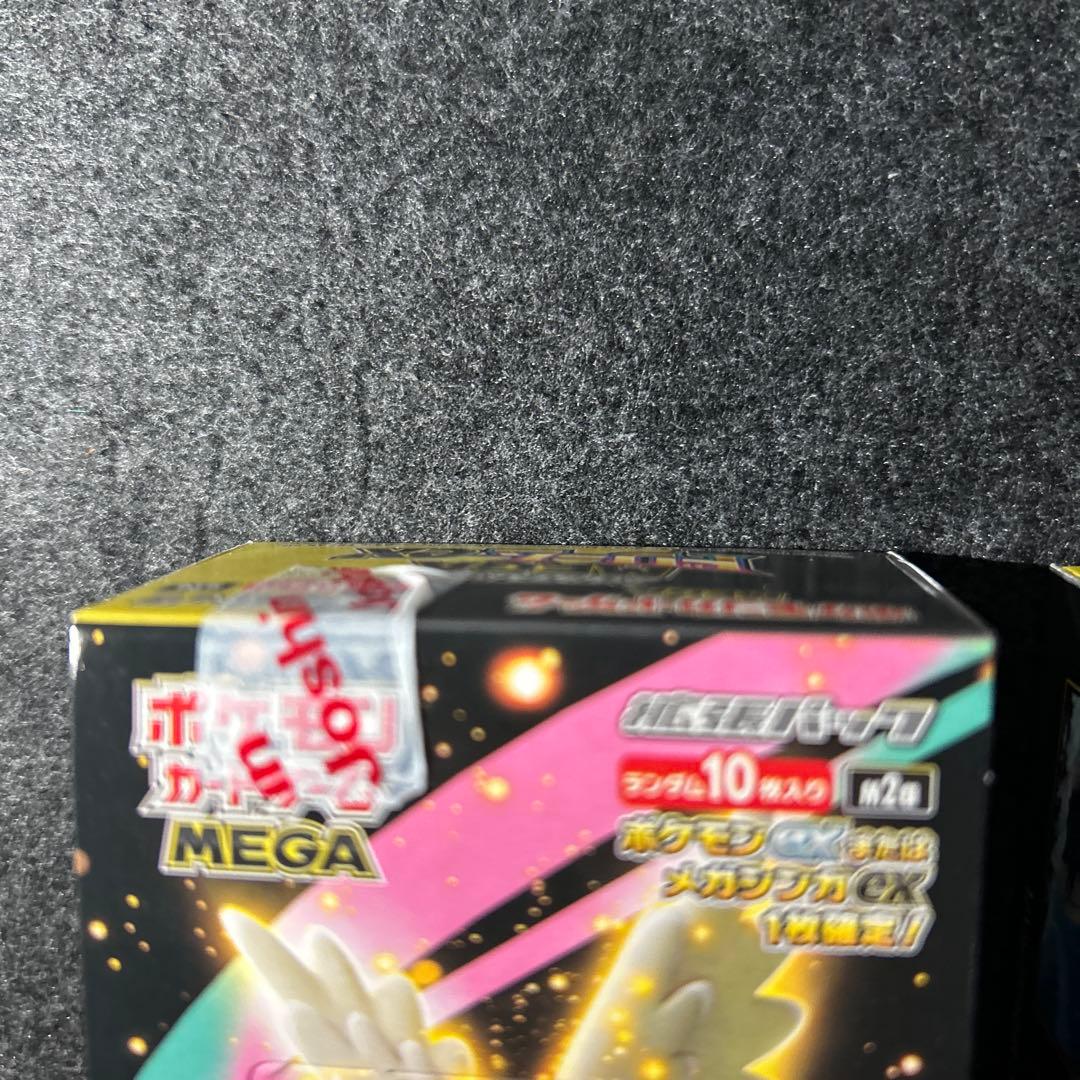 ポケモン
カードゲーム
MEGA
Joshin
拡張パック
ランダム10枚入り
M2a
ポケモンexまたは
メガシンカex
1枚確定!